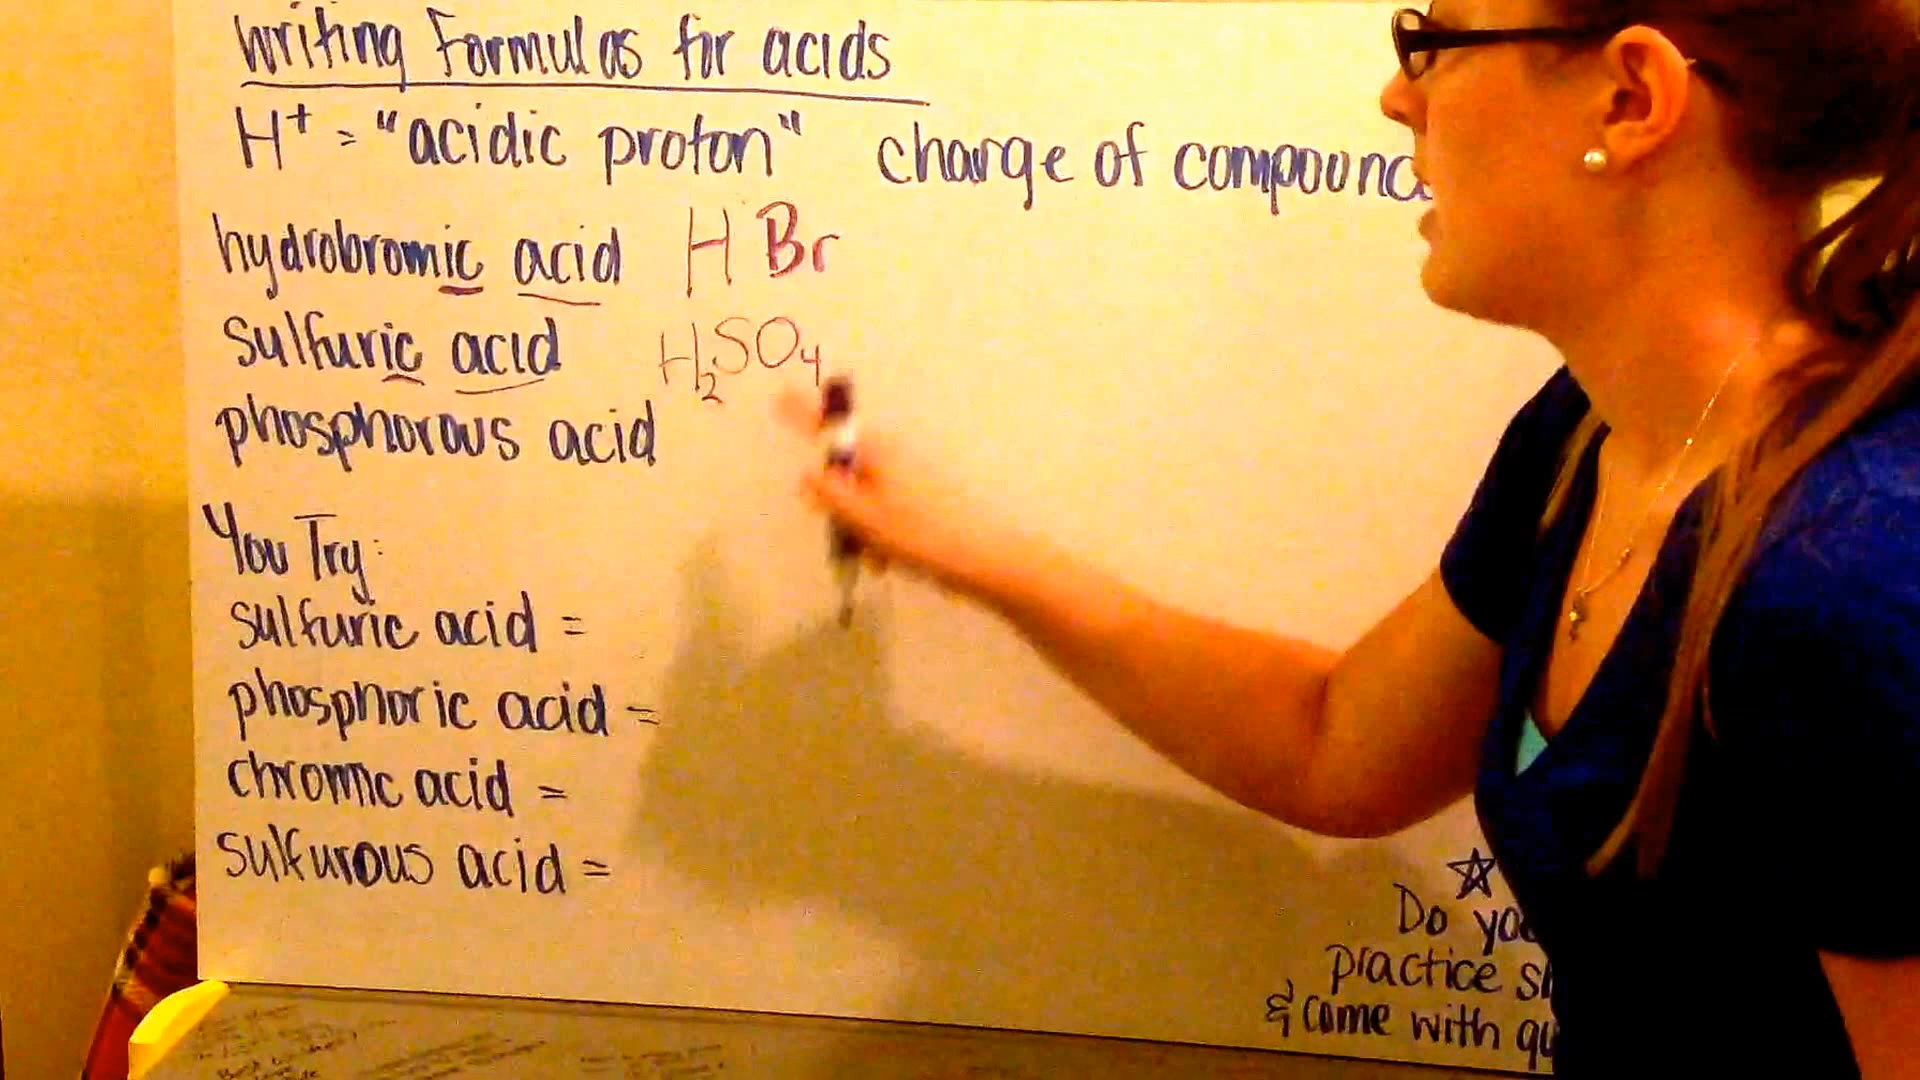 Writing Formulas for acids
H⁺ = "acidic proton" charge of compound
hydrobromic acid H Br
sulfuric acid H₂SO₄
phosphorous acid
You Try:
sulfuric acid =
phosphoric acid =
chromic acid =
sulfurous acid =
☆
Do
practice
& come with